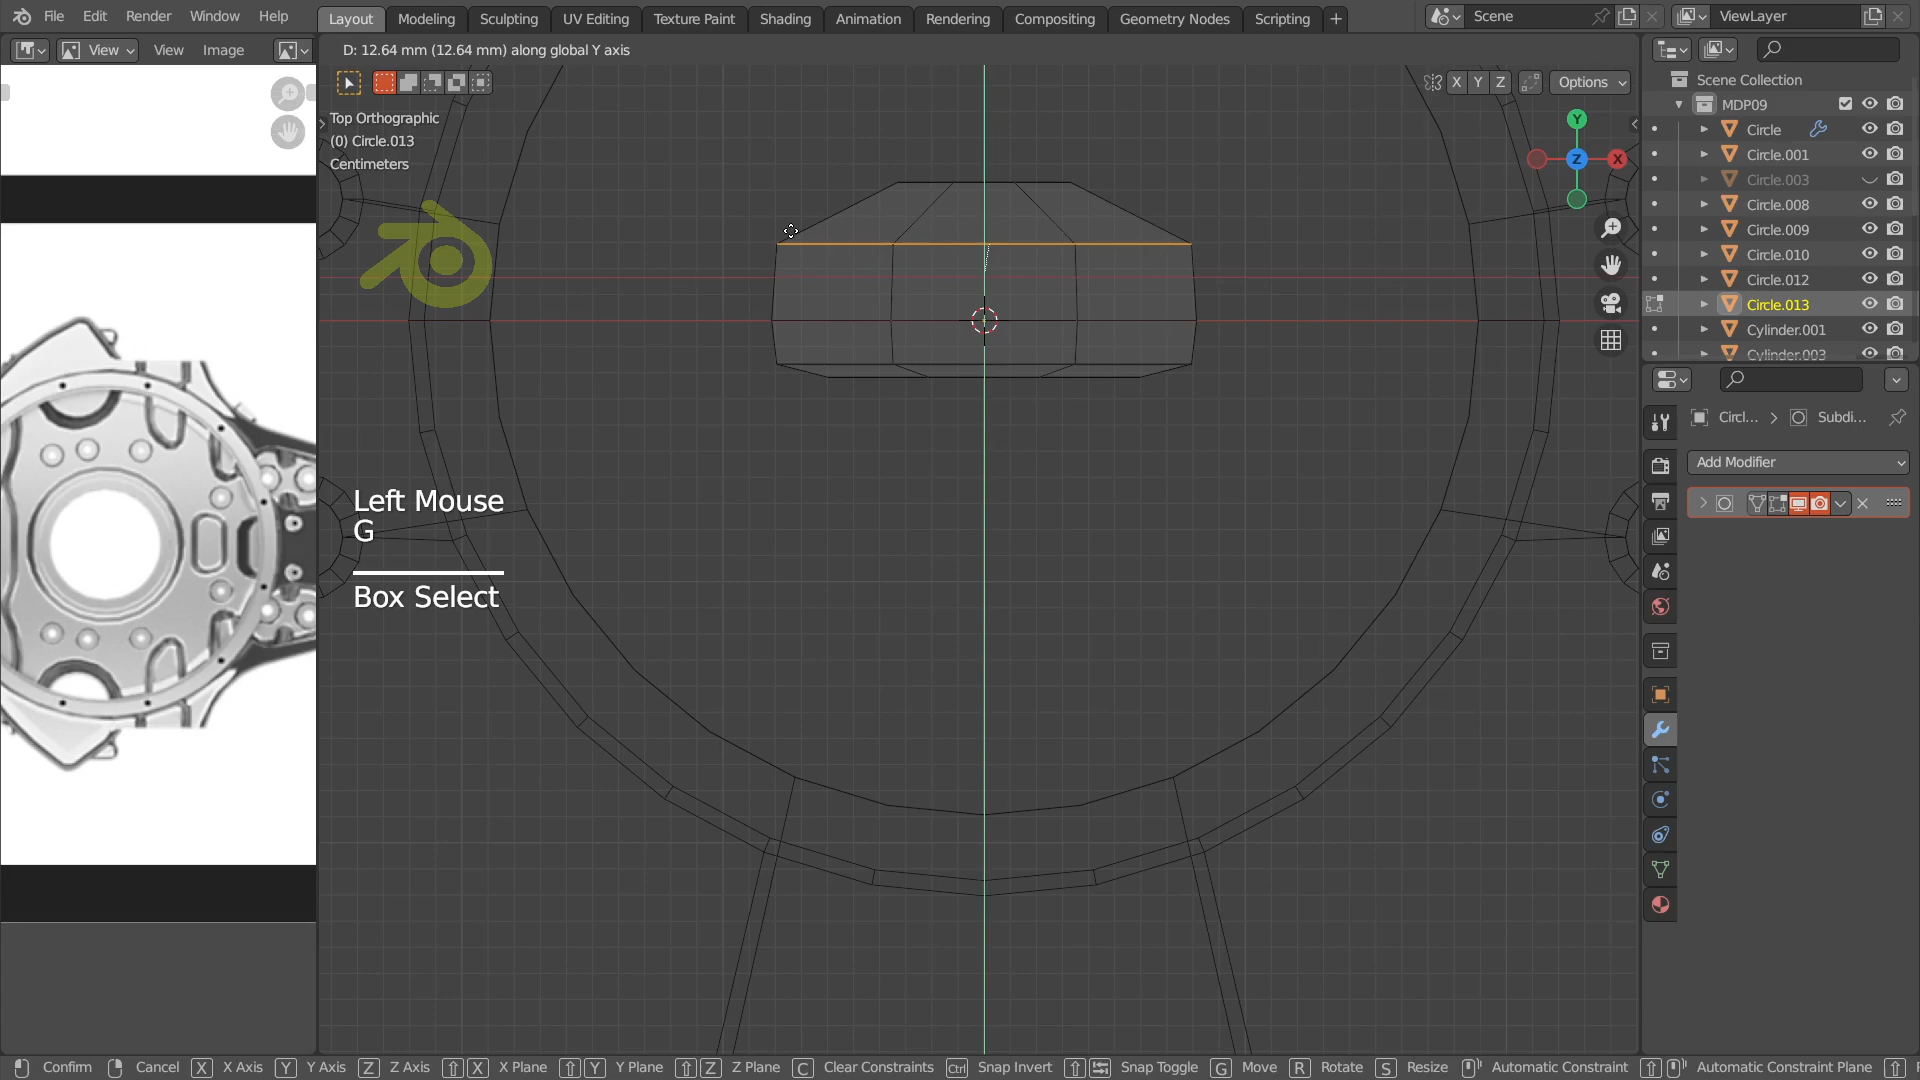 File Edit Render Window Help
Layout Modeling Sculpting UV Editing Texture Paint Shading Animation Rendering Compositing Geometry Nodes Scripting +
Scene
ViewLayer
View View Image
D: 12.64 mm (12.64 mm) along global Y axis
X Y Z
Options
Top Orthographic
(0) Circle.013
Centimeters
Y
Z
X
Left Mouse
G
Box Select
Scene Collection
MDP09
Circle
Circle.001
Circle.003
Circle.008
Circle.009
Circle.010
Circle.012
Circle.013
Cylinder.001
Cylinder.003
Circl... > Subdi...
Add Modifier
Confirm Cancel X X Axis Y Y Axis Z Z Axis X X Plane Y Y Plane Z Z Plane C Clear Constraints Ctrl Snap Invert Snap Toggle G Move R Rotate S Resize Automatic Constraint Automatic Constraint Plane